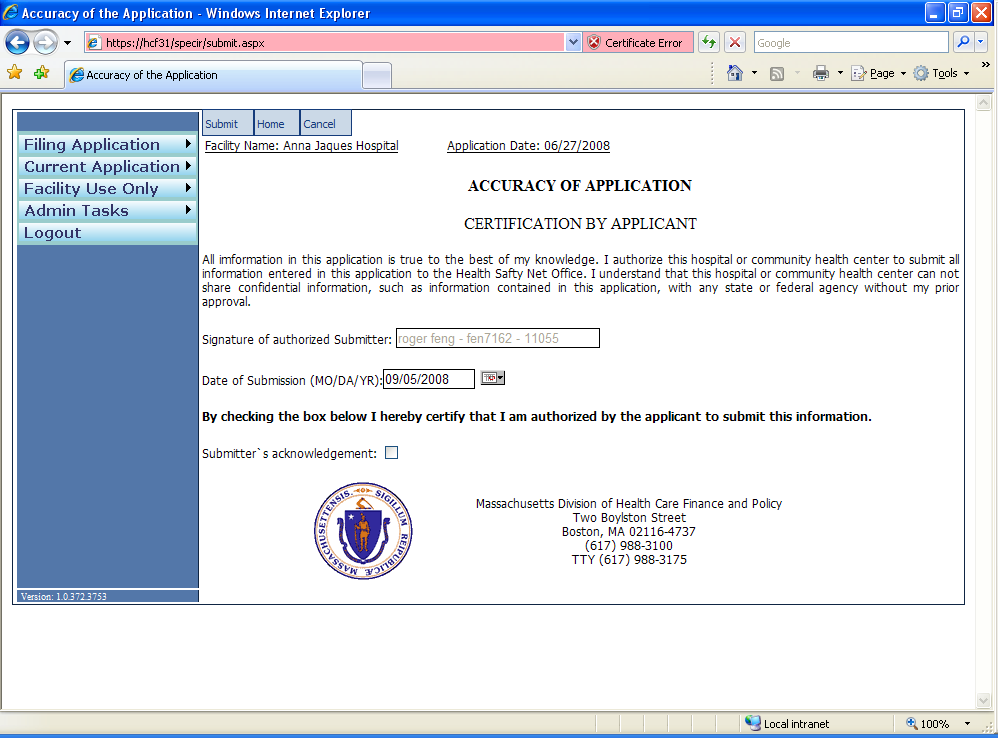 Accuracy of the Application - Windows Internet Explorer
https://hcf31/specir/submit.aspx
Certificate Error
Google
Accuracy of the Application
Page
Tools
Submit Home Cancel
Filing Application
Current Application
Facility Use Only
Admin Tasks
Logout
Facility Name: Anna Jaques Hospital Application Date: 06/27/2008
ACCURACY OF APPLICATION
CERTIFICATION BY APPLICANT
All imformation in this application is true to the best of my knowledge. I authorize this hospital or community health center to submit all
information entered in this application to the Health Safty Net Office. I understand that this hospital or community health center can not
share confidential information, such as information contained in this application, with any state or federal agency without my prior
approval.
Signature of authorized Submitter: roger feng - fen7162 - 11055
Date of Submission (MO/DA/YR): 09/05/2008
By checking the box below I hereby certify that I am authorized by the applicant to submit this information.
Submitter`s acknowledgement:
SIGILLUM REIPUBLICÆ MASSACHUSETTENSIS.
Massachusetts Division of Health Care Finance and Policy
Two Boylston Street
Boston, MA 02116-4737
(617) 988-3100
TTY (617) 988-3175
Version: 1.0.372.3753
Local intranet
100%